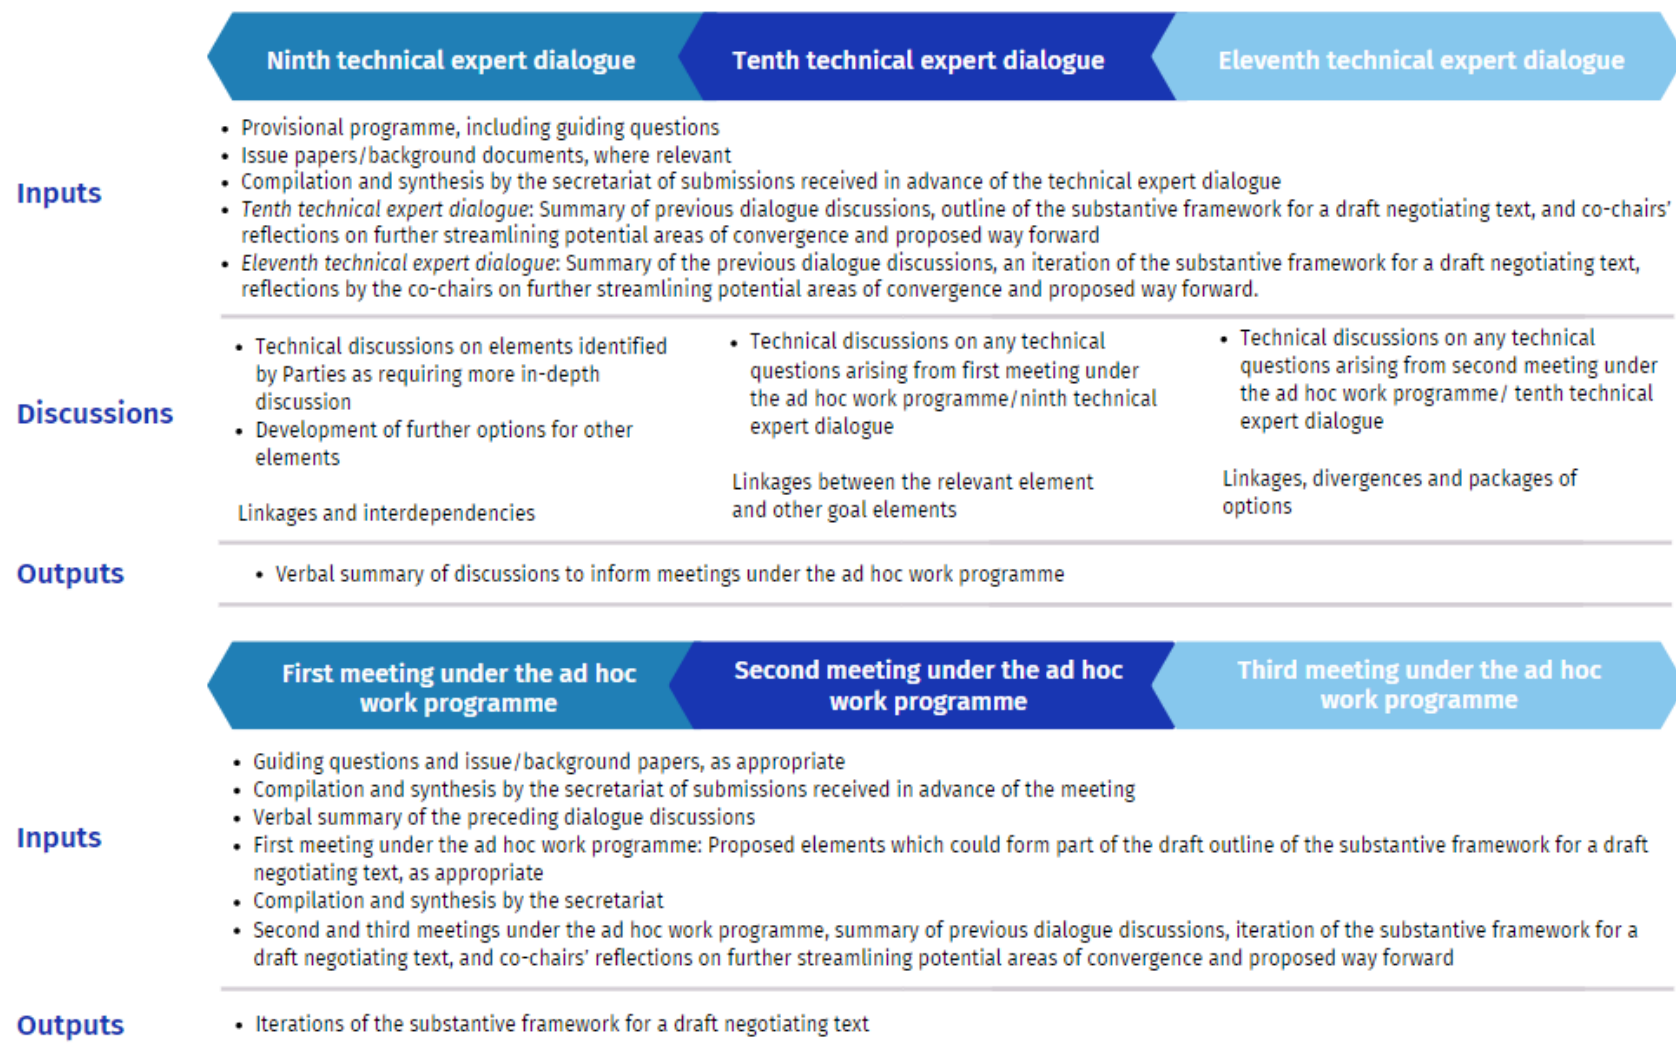 Ninth technical expert dialogue
Tenth technical expert dialogue
Eleventh technical expert dialogue
Inputs
• Provisional programme, including guiding questions
• Issue papers/background documents, where relevant
• Compilation and synthesis by the secretariat of submissions received in advance of the technical expert dialogue
• Tenth technical expert dialogue: Summary of previous dialogue discussions, outline of the substantive framework for a draft negotiating text, and co-chairs’
reflections on further streamlining potential areas of convergence and proposed way forward
• Eleventh technical expert dialogue: Summary of the previous dialogue discussions, an iteration of the substantive framework for a draft negotiating text,
reflections by the co-chairs on further streamlining potential areas of convergence and proposed way forward.
Discussions
• Technical discussions on elements identified
by Parties as requiring more in-depth
discussion
• Development of further options for other
elements
Linkages and interdependencies
• Technical discussions on any technical
questions arising from first meeting under
the ad hoc work programme/ninth technical
expert dialogue
Linkages between the relevant element
and other goal elements
• Technical discussions on any technical
questions arising from second meeting under
the ad hoc work programme/ tenth technical
expert dialogue
Linkages, divergences and packages of
options
Outputs
• Verbal summary of discussions to inform meetings under the ad hoc work programme
First meeting under the ad hoc
work programme
Second meeting under the ad hoc
work programme
Third meeting under the ad hoc
work programme
Inputs
• Guiding questions and issue/background papers, as appropriate
• Compilation and synthesis by the secretariat of submissions received in advance of the meeting
• Verbal summary of the preceding dialogue discussions
• First meeting under the ad hoc work programme: Proposed elements which could form part of the draft outline of the substantive framework for a draft
negotiating text, as appropriate
• Compilation and synthesis by the secretariat
• Second and third meetings under the ad hoc work programme, summary of previous dialogue discussions, iteration of the substantive framework for a
draft negotiating text, and co-chairs’ reflections on further streamlining potential areas of convergence and proposed way forward
Outputs
• Iterations of the substantive framework for a draft negotiating text